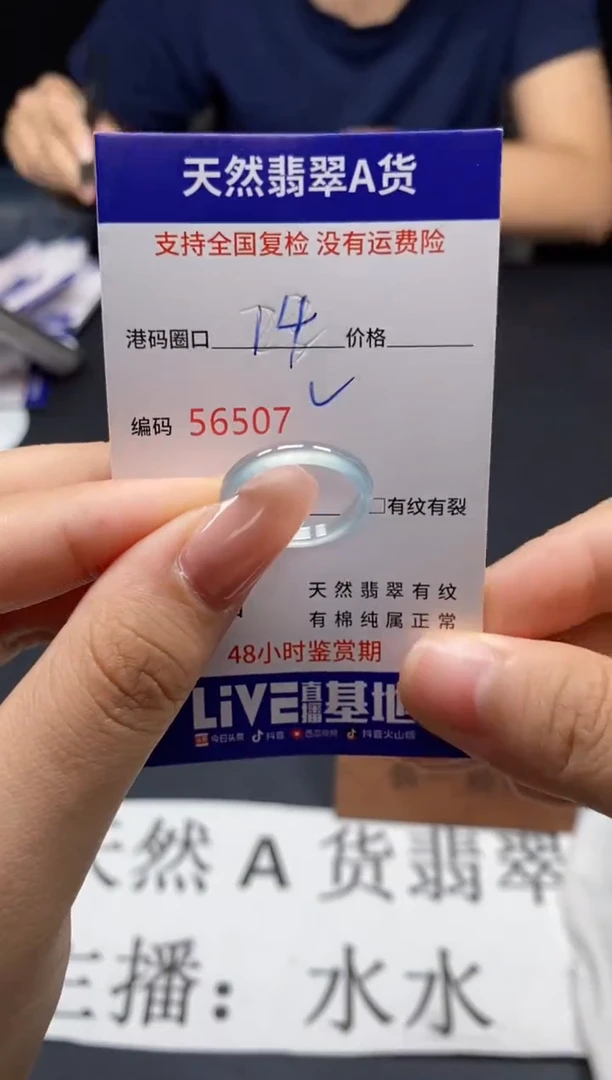 天然翡翠A货
支持全国复检 没有运费险
港码圈口 14 价格
编码 56507
□有纹有裂
天然翡翠有纹
有棉纯属正常
48小时鉴赏期
LiVE直播基地
今日头条 抖音 西瓜视频 抖音火山版
天然 A 货翡翠
主播：水水